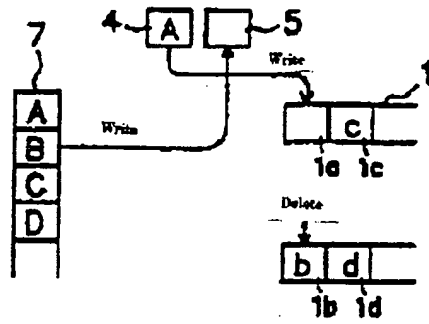 4 A 5
7
Write 1
A
B Write
C
D
c
1a 1c
Delete
b d
1b 1d